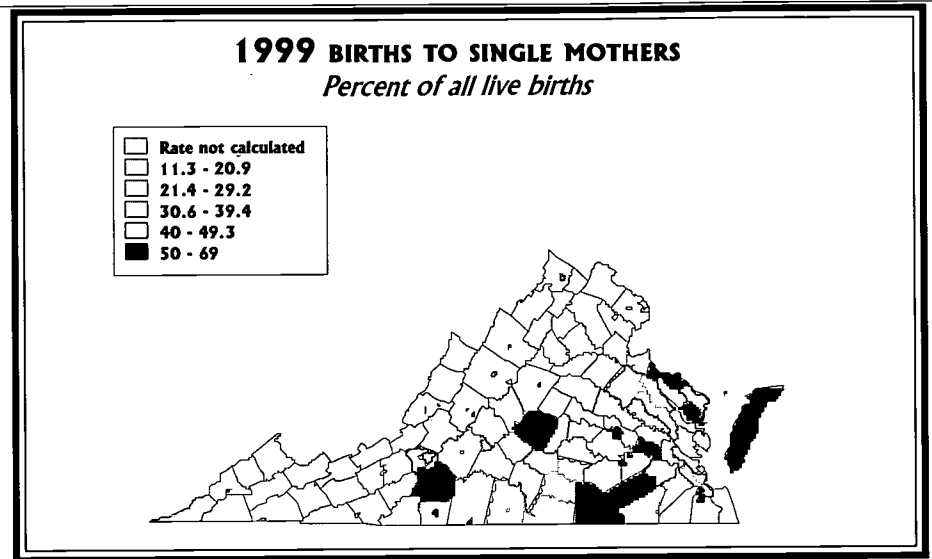 1999 BIRTHS TO SINGLE MOTHERS
Percent of all live births
Rate not calculated
11.3 - 20.9
21.4 - 29.2
30.6 - 39.4
40 - 49.3
50 - 69